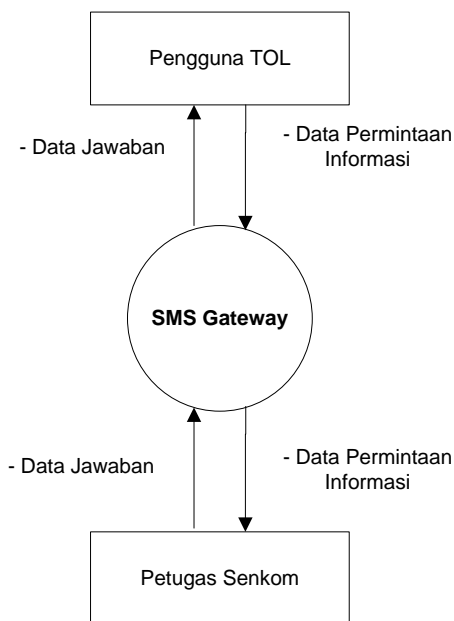 Pengguna TOL
- Data Jawaban
- Data Permintaan
Informasi
SMS Gateway
- Data Jawaban
- Data Permintaan
Informasi
Petugas Senkom